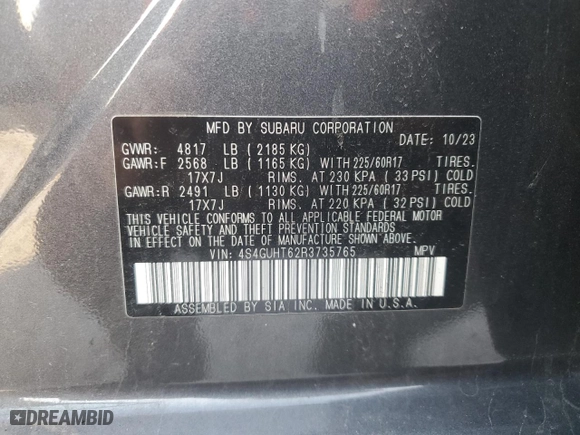 MFD BY SUBARU CORPORATION
GVWR: 4817 LB ( 2185 KG) DATE: 10/23
GAWR:F 2568 LB ( 1165 KG) WITH 225/60R17 TIRES.
17X7J RIMS. AT 230 KPA ( 33 PSI) COLD
GAWR:R 2491 LB ( 1130 KG) WITH 225/60R17 TIRES.
17X7J RIMS. AT 220 KPA ( 32 PSI) COLD
THIS VEHICLE CONFORMS TO ALL APPLICABLE FEDERAL MOTOR
VEHICLE SAFETY AND THEFT PREVENTION STANDARDS
IN EFFECT ON THE DATE OF MANUFACTURE SHOWN ABOVE.
VIN: 4S4GUHT62R3735765 MPV
ASSEMBLED BY SIA INC. MADE IN U.S.A.
DREAMBID